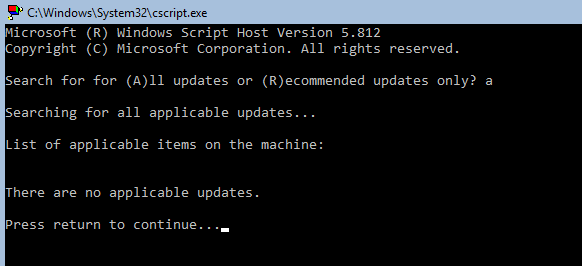 C:\Windows\System32\cscript.exe
Microsoft (R) Windows Script Host Version 5.812
Copyright (C) Microsoft Corporation. All rights reserved.
Search for for (A)ll updates or (R)ecommended updates only? a
Searching for all applicable updates...
List of applicable items on the machine:
There are no applicable updates.
Press return to continue...